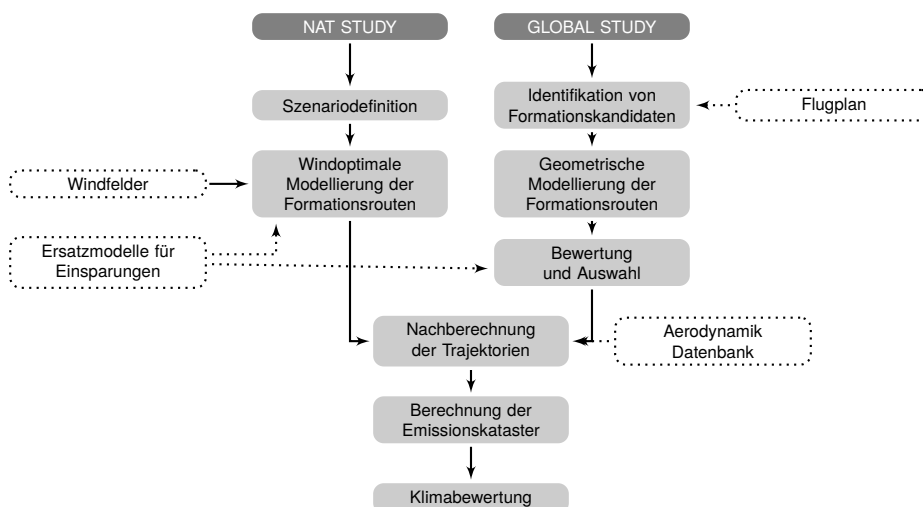 NAT STUDY
GLOBAL STUDY
Szenariodefinition
Identifikation von
Formationskandidaten
Flugplan
Windfelder
Windoptimale
Modellierung der
Formationsrouten
Geometrische
Modellierung der
Formationsrouten
Ersatzmodelle für
Einsparungen
Bewertung
und Auswahl
Nachberechnung
der Trajektorien
Aerodynamik
Datenbank
Berechnung der
Emissionskataster
Klimabewertung